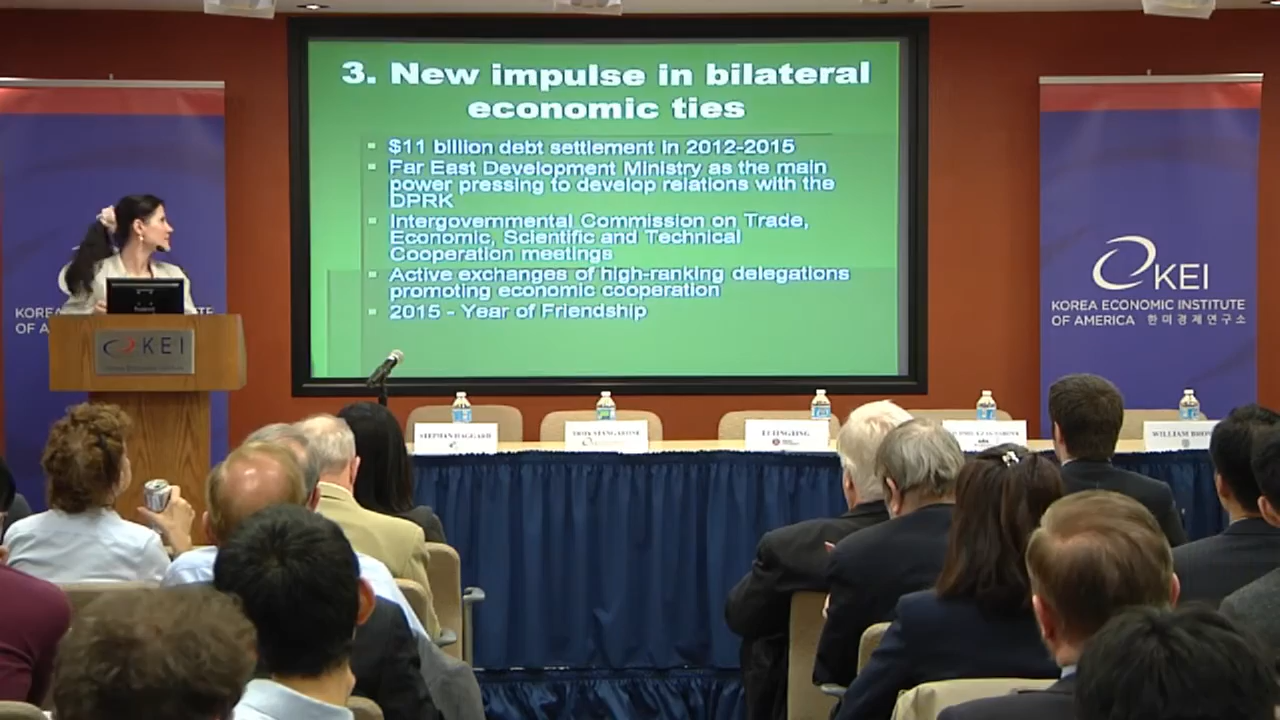 3. New impulse in bilateral
economic ties
$11 billion debt settlement in 2012-2015
Far East Development Ministry as the main
power pressing to develop relations with the
DPRK
Intergovernmental Commission on Trade,
Economic, Scientific and Technical
Cooperation meetings
Active exchanges of high-ranking delegations
promoting economic cooperation
2015 - Year of Friendship
KEI
KOREA ECONOMIC INSTITUTE
OF AMERICA 한미경제연구소
KOREA
OF A
KEI
STEPHAN HAGGARD
WILLIAM